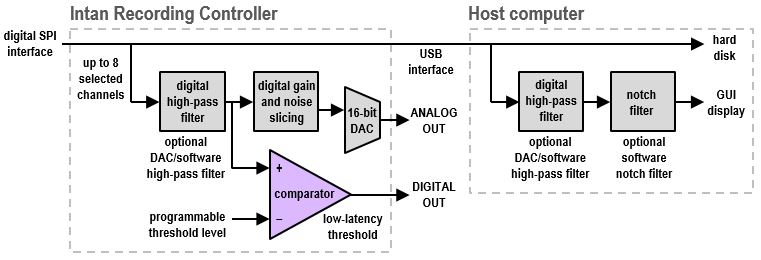 Intan Recording Controller
Host computer
digital SPI
interface
up to 8
selected
channels
digital
high-pass
filter
optional
DAC/software
high-pass filter
digital gain
and noise
slicing
16-bit
DAC
ANALOG
OUT
+
comparator
–
programmable
threshold level
low-latency
threshold
DIGITAL
OUT
USB
interface
hard
disk
digital
high-pass
filter
optional
DAC/software
high-pass filter
notch
filter
optional
software
notch filter
GUI
display